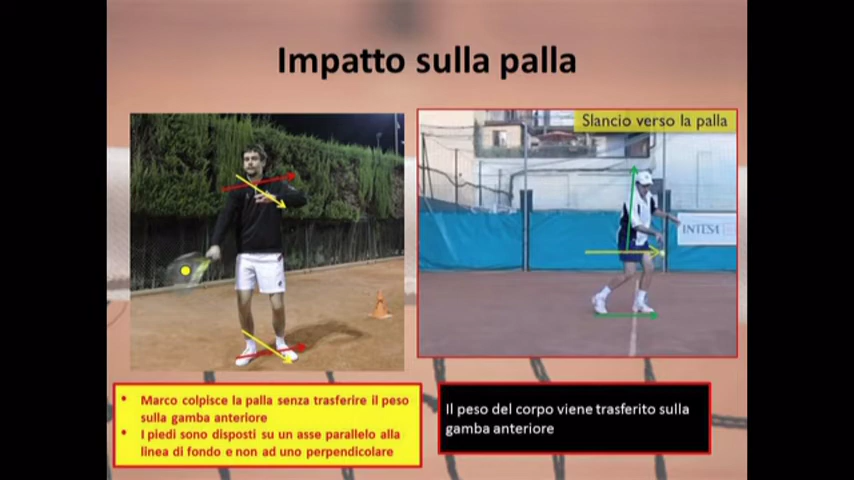 Impatto sulla palla
Slancio verso la palla
INTESA
• Marco colpisce la palla senza trasferire il peso
sulla gamba anteriore
• I piedi sono disposti su un asse parallelo alla
linea di fondo e non ad uno perpendicolare
Il peso del corpo viene trasferito sulla
gamba anteriore